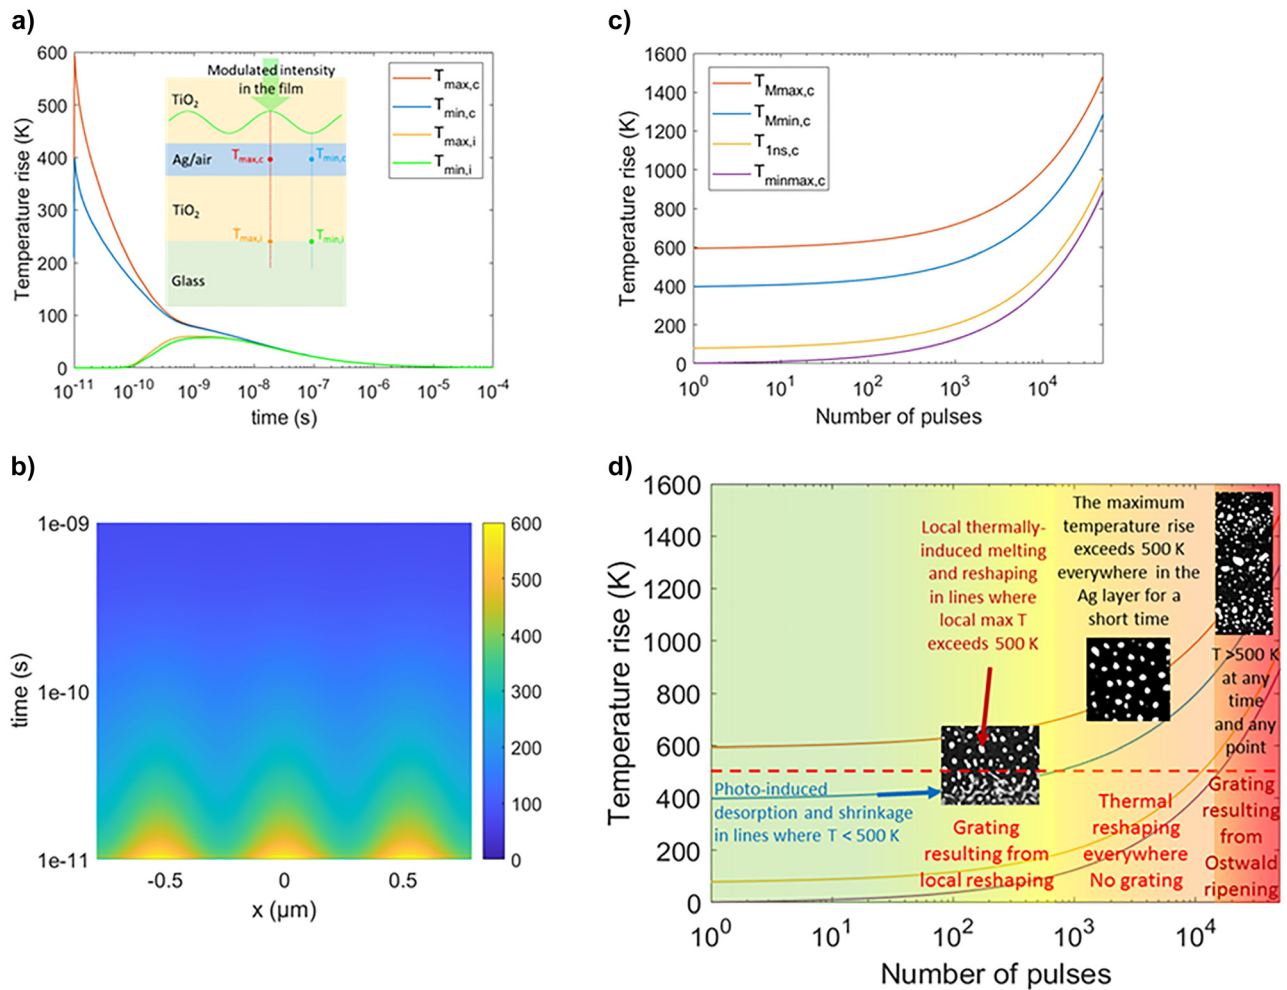 a)
600
500
400
300
200
100
0
Temperature rise (K)
10-11
10-10
10-9
10-8
10-7
10-6
10-5
10-4
time (s)
Modulated intensity
in the film
TiO2
Ag/air
Tmax,c
Tmin,c
TiO2
Tmax,i
Tmin,i
Glass
Tmax,c
Tmin,c
Tmax,i
Tmin,i
c)
1600
1400
1200
1000
800
600
400
200
0
Temperature rise (K)
TMmax,c
TMmin,c
T1ns,c
Tminmax,c
100
101
102
103
104
Number of pulses
b)
1e-09
1e-10
1e-11
time (s)
-0.5
0
0.5
x (µm)
600
500
400
300
200
100
0
d)
1600
1400
1200
1000
800
600
400
200
0
Temperature rise (K)
Local thermally-
induced melting
and reshaping
in lines where
local max T
exceeds 500 K
The maximum
temperature rise
exceeds 500 K
everywhere in the
Ag layer for a
short time
T >500 K
at any
time
and any
point
Photo-induced
desorption and shrinkage
in lines where T < 500 K
Grating
resulting from
local reshaping
Thermal
reshaping
everywhere
No grating
Grating
resulting
from
Ostwald
ripening
100
101
102
103
104
Number of pulses